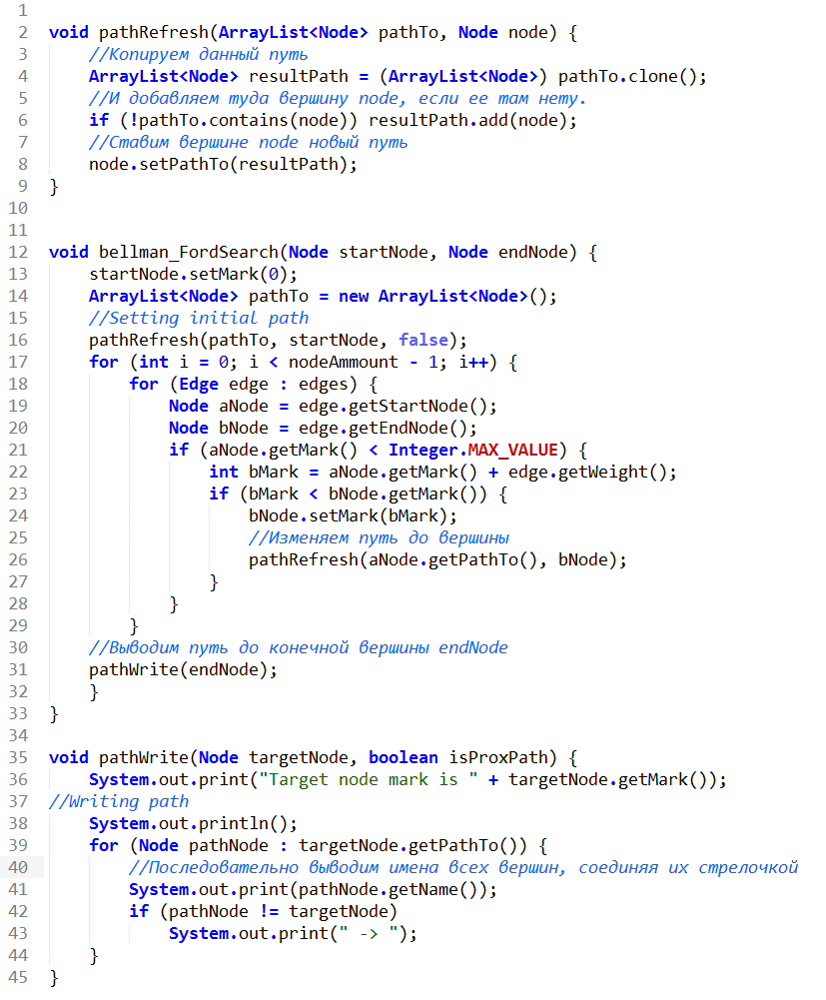 1
2 void pathRefresh(ArrayList<Node> pathTo, Node node) {
3 //Копируем данный путь
4 ArrayList<Node> resultPath = (ArrayList<Node>) pathTo.clone();
5 //И добавляем туда вершину node, если ее там нету.
6 if (!pathTo.contains(node)) resultPath.add(node);
7 //Ставим вершине node новый путь
8 node.setPathTo(resultPath);
9 }
10
11
12 void bellman_FordSearch(Node startNode, Node endNode) {
13 startNode.setMark(0);
14 ArrayList<Node> pathTo = new ArrayList<Node>();
15 //Setting initial path
16 pathRefresh(pathTo, startNode, false);
17 for (int i = 0; i < nodeAmmount - 1; i++) {
18 for (Edge edge : edges) {
19 Node aNode = edge.getStartNode();
20 Node bNode = edge.getEndNode();
21 if (aNode.getMark() < Integer.MAX_VALUE) {
22 int bMark = aNode.getMark() + edge.getWeight();
23 if (bMark < bNode.getMark()) {
24 bNode.setMark(bMark);
25 //Изменяем путь до вершины
26 pathRefresh(aNode.getPathTo(), bNode);
27 }
28 }
29 }
30 //Выводим путь до конечной вершины endNode
31 pathWrite(endNode);
32 }
33 }
34
35 void pathWrite(Node targetNode, boolean isProxPath) {
36 System.out.print("Target node mark is " + targetNode.getMark());
37 //Writing path
38 System.out.println();
39 for (Node pathNode : targetNode.getPathTo()) {
40 //Последовательно выводим имена всех вершин, соединяя их стрелочкой
41 System.out.print(pathNode.getName());
42 if (pathNode != targetNode)
43 System.out.print(" -> ");
44 }
45 }